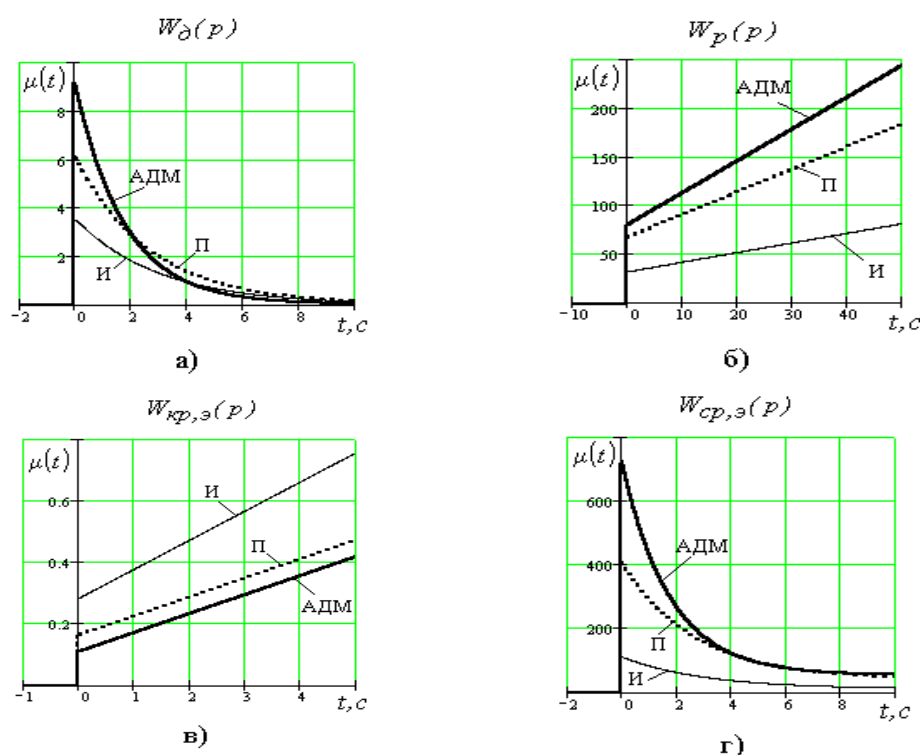 W∂(p)
μ(t)
8
6
4
2
АДМ
П
И
-2 0 2 4 6 8
t,c
а)
Wp(p)
μ(t)
200
150
100
50
АДМ
П
И
-10 0 10 20 30 40
t,c
б)
Wкр,э(p)
μ(t)
0.6
0.4
0.2
И
П
АДМ
-1 0 1 2 3 4
t,c
в)
Wср,э(p)
μ(t)
600
400
200
АДМ
П
И
-2 0 2 4 6 8
t,c
г)